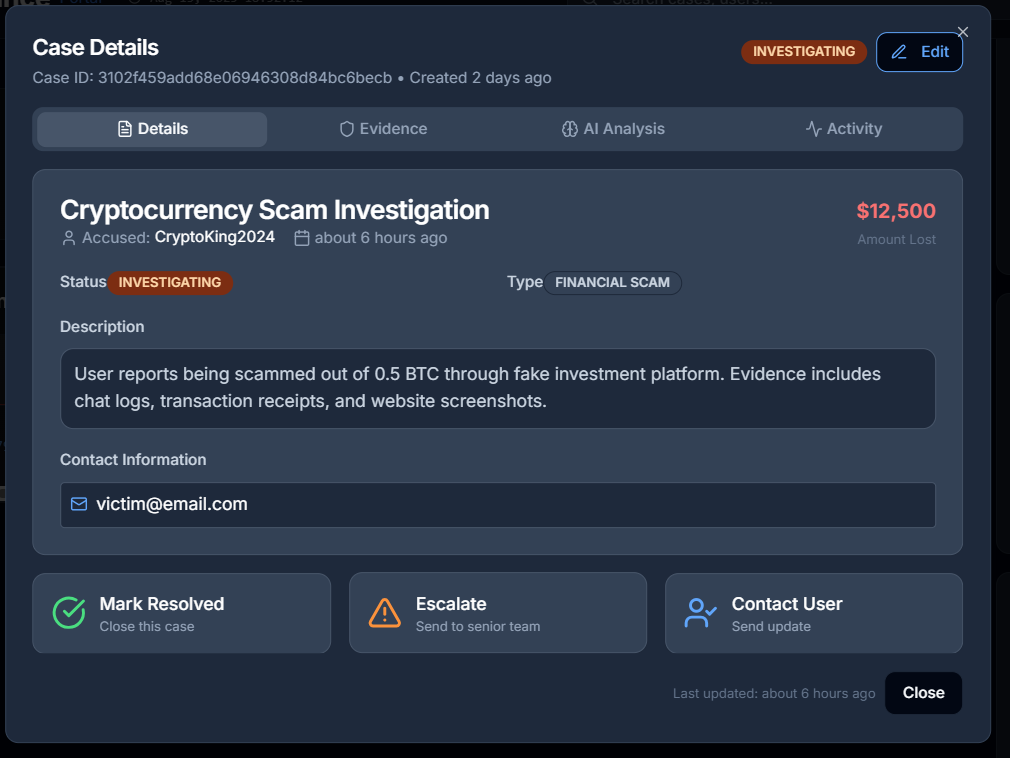 Case Details
INVESTIGATING
Edit
Case ID: 3102f459add68e06946308d84bc6becb • Created 2 days ago
Details
Evidence
AI Analysis
Activity
Cryptocurrency Scam Investigation
$12,500
Accused: CryptoKing2024
about 6 hours ago
Amount Lost
Status INVESTIGATING
Type FINANCIAL SCAM
Description
User reports being scammed out of 0.5 BTC through fake investment platform. Evidence includes
chat logs, transaction receipts, and website screenshots.
Contact Information
victim@email.com
Mark Resolved
Close this case
Escalate
Send to senior team
Contact User
Send update
Last updated: about 6 hours ago
Close